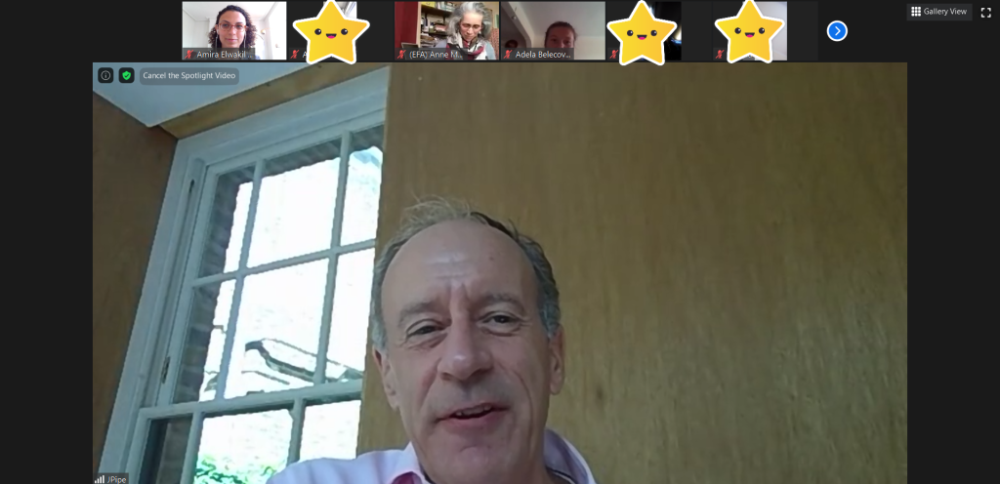 Gallery View
Amira Elwakil ..
A
(EFA) Anne M...
Adela Belecov...
Cancel the Spotlight Video
JPipe